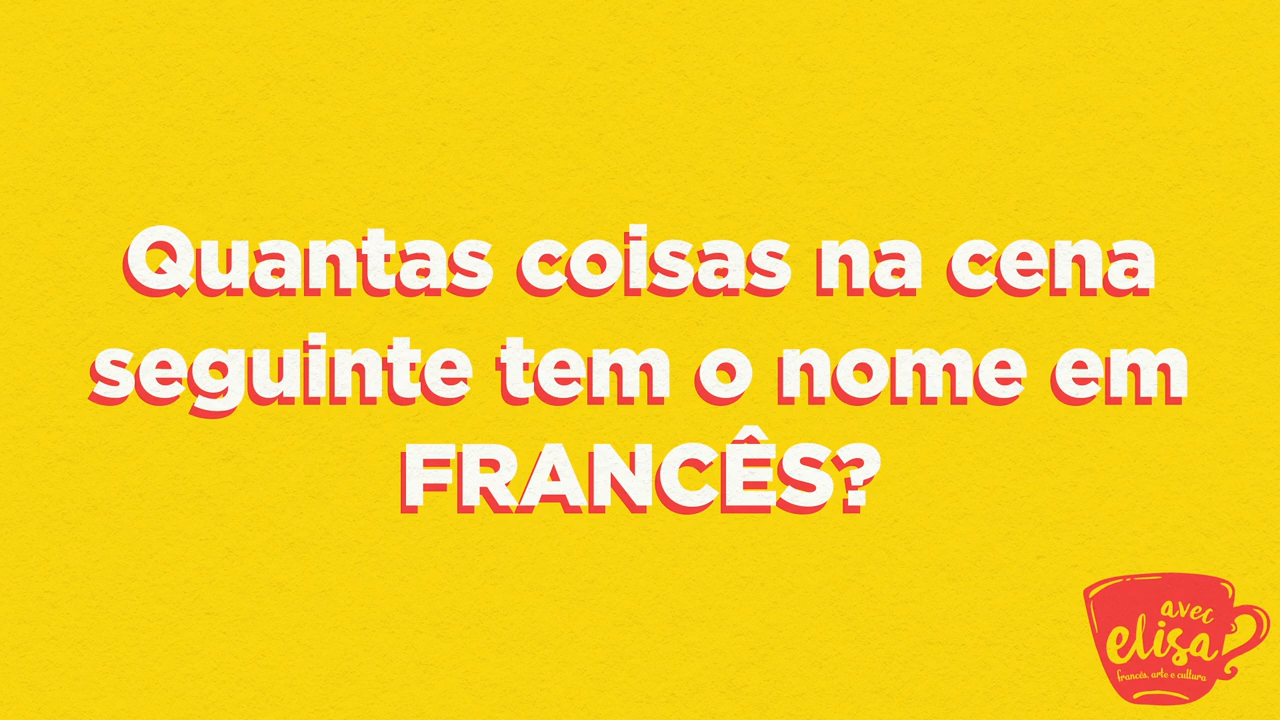 Quantas coisas na cena
seguinte tem o nome em
FRANCÊS?
avec
elisa
francês, arte e cultura